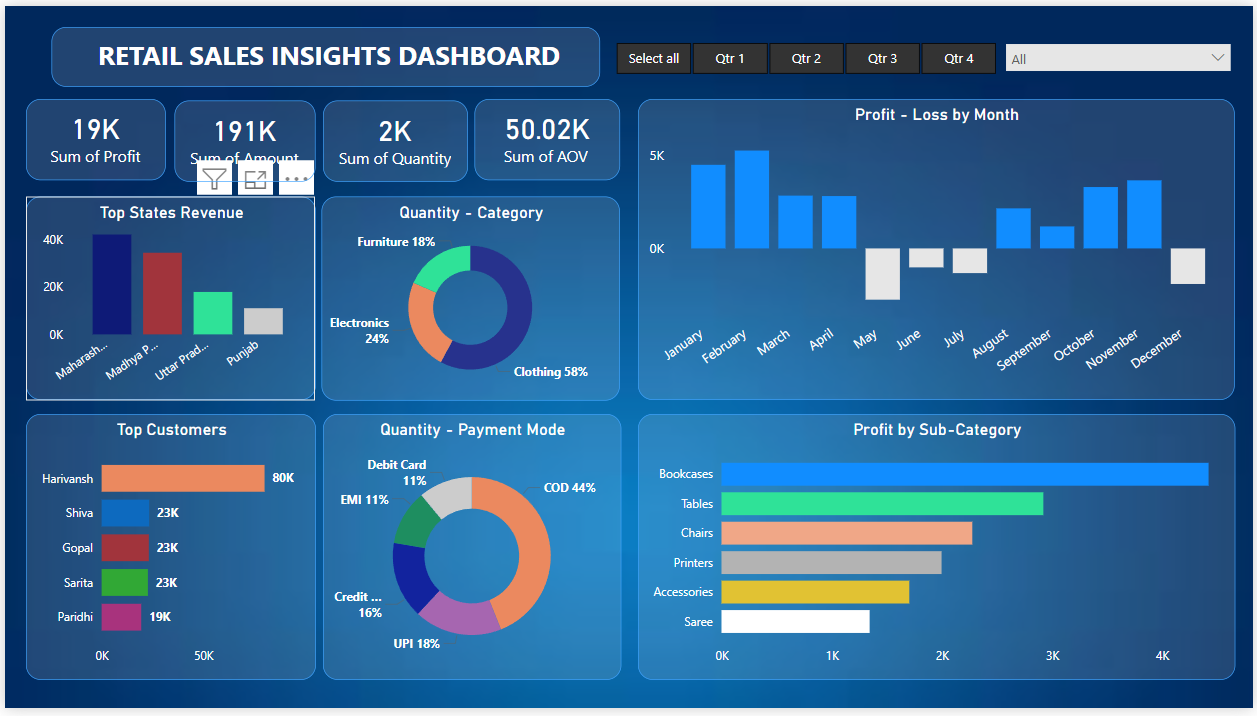 RETAIL SALES INSIGHTS DASHBOARD
Select all
Qtr 1
Qtr 2
Qtr 3
Qtr 4
All
19K
Sum of Profit
191K
Sum of Amount
2K
Sum of Quantity
50.02K
Sum of AOV
Profit - Loss by Month
5K
0K
January
February
March
April
May
June
July
August
September
October
November
December
Top States Revenue
40K
20K
0K
Maharash...
Madhya P...
Uttar Prad...
Punjab
Quantity - Category
Furniture 18%
Electronics
24%
Clothing 58%
Top Customers
Harivansh
80K
Shiva
23K
Gopal
23K
Sarita
23K
Paridhi
19K
0K
50K
Quantity - Payment Mode
Debit Card
11%
COD 44%
EMI 11%
Credit ...
16%
UPI 18%
Profit by Sub-Category
Bookcases
Tables
Chairs
Printers
Accessories
Saree
0K
1K
2K
3K
4K